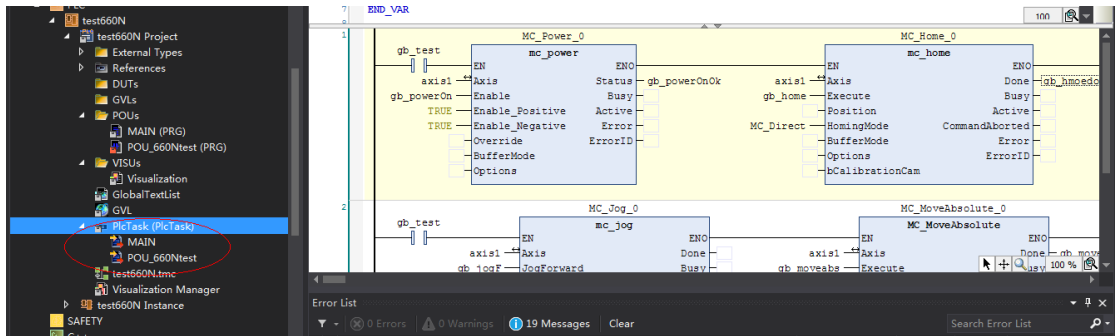 PLC
test660N
test660N Project
External Types
References
DUTs
GVLs
POUs
MAIN (PRG)
POU_660Ntest (PRG)
VISUs
Visualization
GlobalTextList
GVL
PlcTask (PlcTask)
MAIN
POU_660Ntest
test660N.tmc
Visualization Manager
test660N Instance
SAFETY
7 END_VAR
100
1
MC_Power_0 MC_Home_0
gb_test mc_power mc_home
EN ENO EN ENO
axis1 Axis Status gb_powerOnOk axis1 Axis Done gb_hmoedo
gb_powerOn Enable Busy gb_home Execute Busy
TRUE Enable_Positive Active Position Active
TRUE Enable_Negative Error MC_Direct HomingMode CommandAborted
Override ErrorID BufferMode Error
BufferMode Options ErrorID
Options bCalibrationCam
2
MC_Jog_0 MC_MoveAbsolute_0
gb_test mc_jog MC_MoveAbsolute
EN ENO EN ENO
axis1 Axis Done axis1 Axis Done gb_move
gb_jogF JogForward Busy gb_moveabs Execute Busy 100 %
Error List
0 Errors 0 Warnings 19 Messages Clear Search Error List